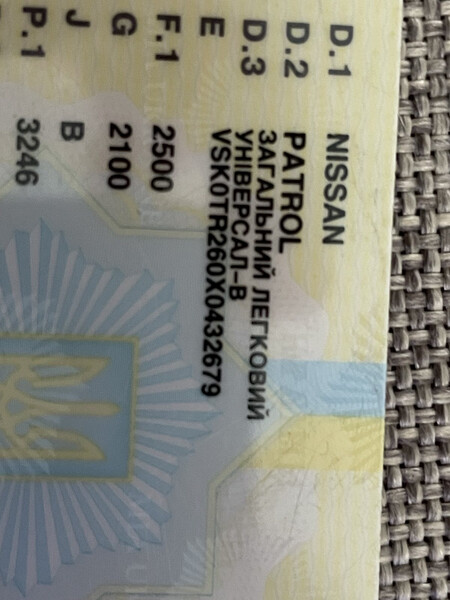 D.1 NISSAN
D.2 PATROL
D.3 ЗАГАЛЬНИЙ ЛЕГКОВИЙ
УНІВЕРСАЛ-В
E VSK0TR260X0432679
F.1 2500
G 2100
J B
P.1 3246